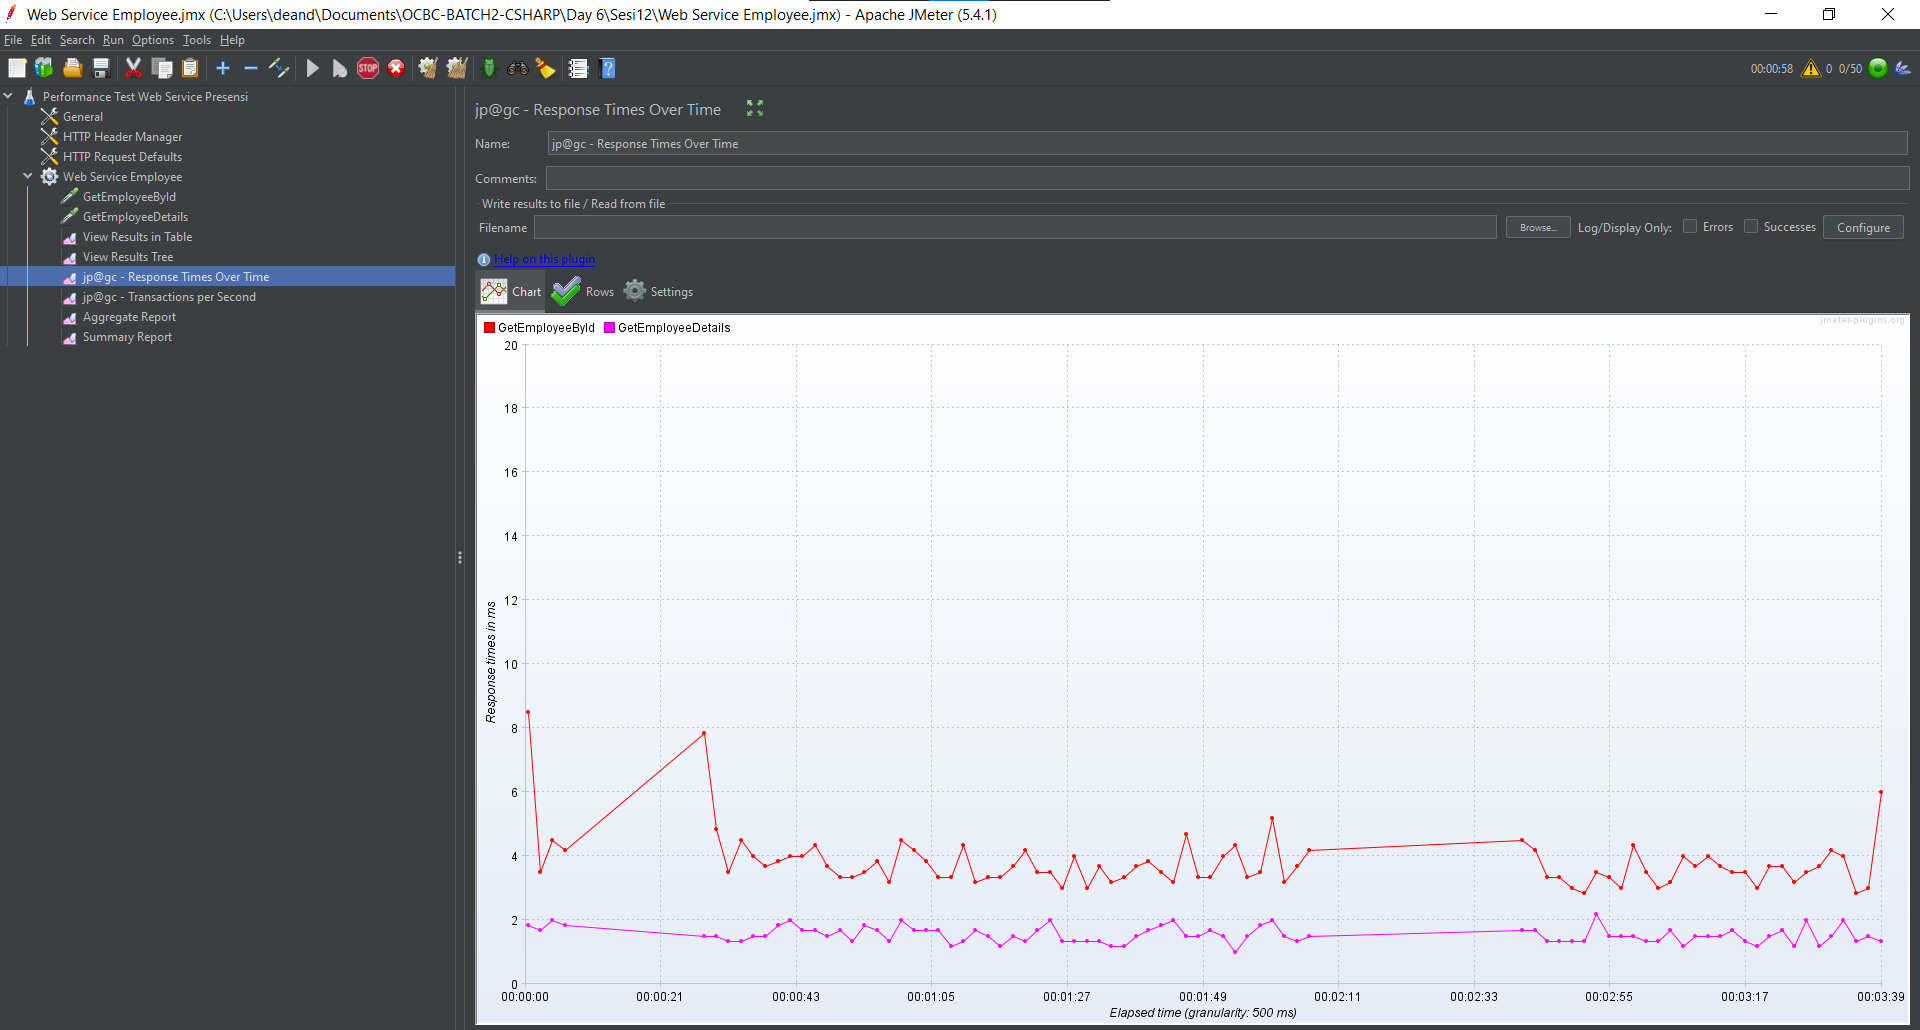 Web Service Employee.jmx (C:\Users\deand\Documents\OCBC-BATCH2-CSHARP\Day 6\Sesi12\Web Service Employee.jmx) - Apache JMeter (5.4.1)
File Edit Search Run Options Tools Help
STOP
00:00:58 0 0/50
Performance Test Web Service Presensi
General
HTTP Header Manager
HTTP Request Defaults
Web Service Employee
GetEmployeeById
GetEmployeeDetails
View Results in Table
View Results Tree
jp@gc - Response Times Over Time
jp@gc - Transactions per Second
Aggregate Report
Summary Report
jp@gc - Response Times Over Time
Name: jp@gc - Response Times Over Time
Comments:
Write results to file / Read from file
Filename Browse... Log/Display Only: Errors Successes Configure
Help on this plugin
Chart Rows Settings
GetEmployeeById GetEmployeeDetails
jmeter-plugins.org
20
18
16
14
12
10
8
6
4
2
0
Response times in ms
00:00:00 00:00:21 00:00:43 00:01:05 00:01:27 00:01:49 00:02:11 00:02:33 00:02:55 00:03:17 00:03:39
Elapsed time (granularity: 500 ms)